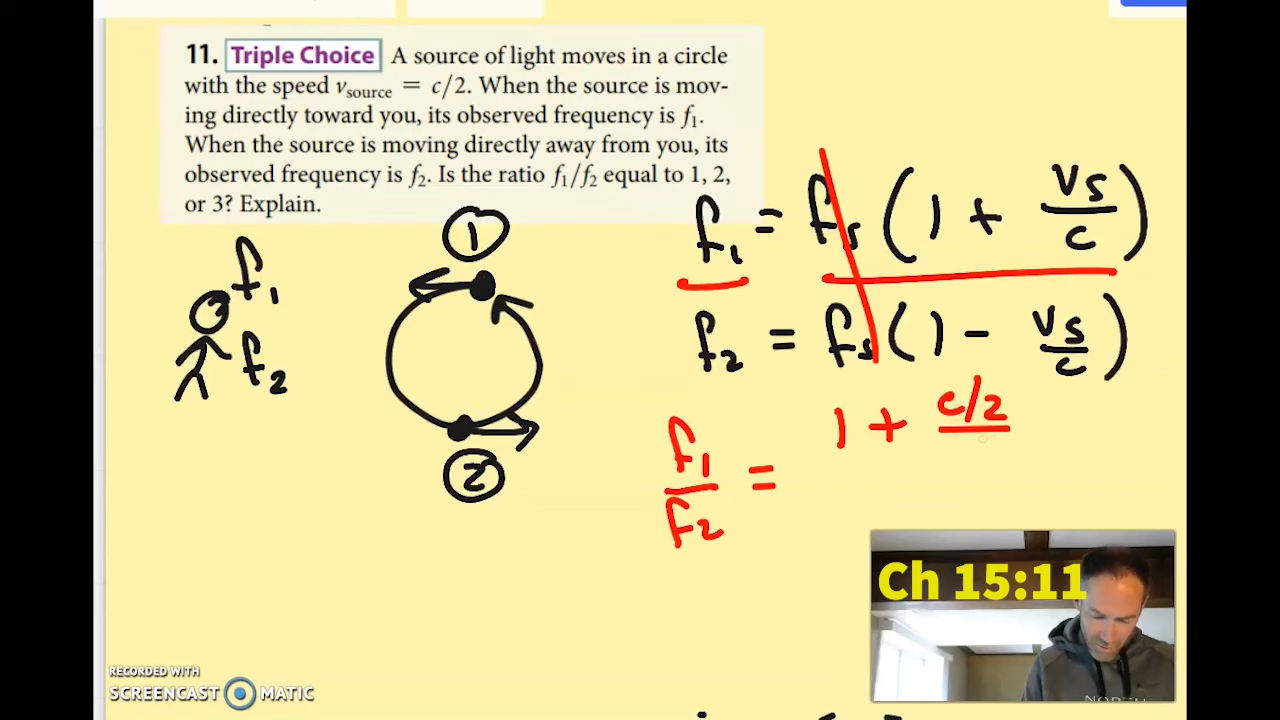 11. Triple Choice A source of light moves in a circle
with the speed vsource = c/2. When the source is mov-
ing directly toward you, its observed frequency is f1.
When the source is moving directly away from you, its
observed frequency is f2. Is the ratio f1/f2 equal to 1, 2,
or 3? Explain.
f1 = fs (1 + vs/c)
f2 = fs (1 - vs/c)
f1/f2 = 1 + c/2
1
f1
f2
2
Ch 15:11
NORTH
RECORDED WITH
SCREENCAST MATIC